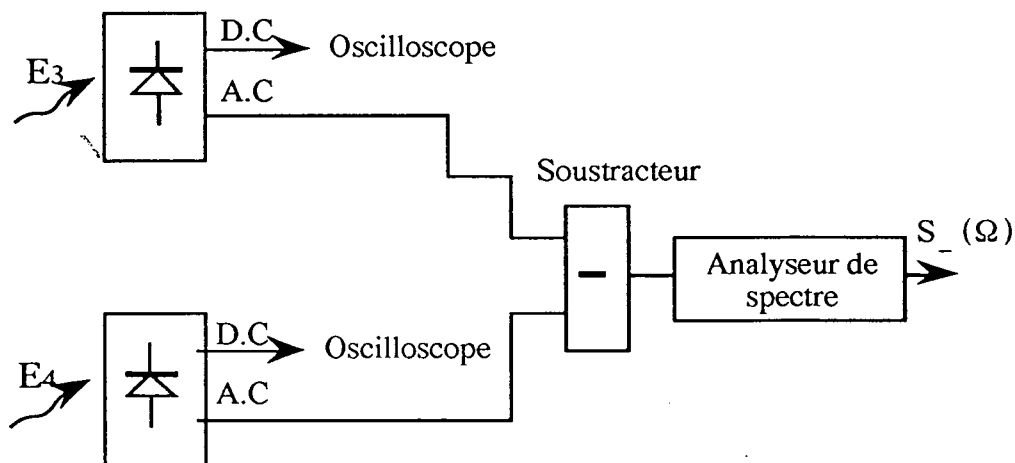 D.C
Oscilloscope
E3
A.C
Soustracteur
S_ (Ω)
Analyseur de
spectre
D.C
Oscilloscope
E4
A.C